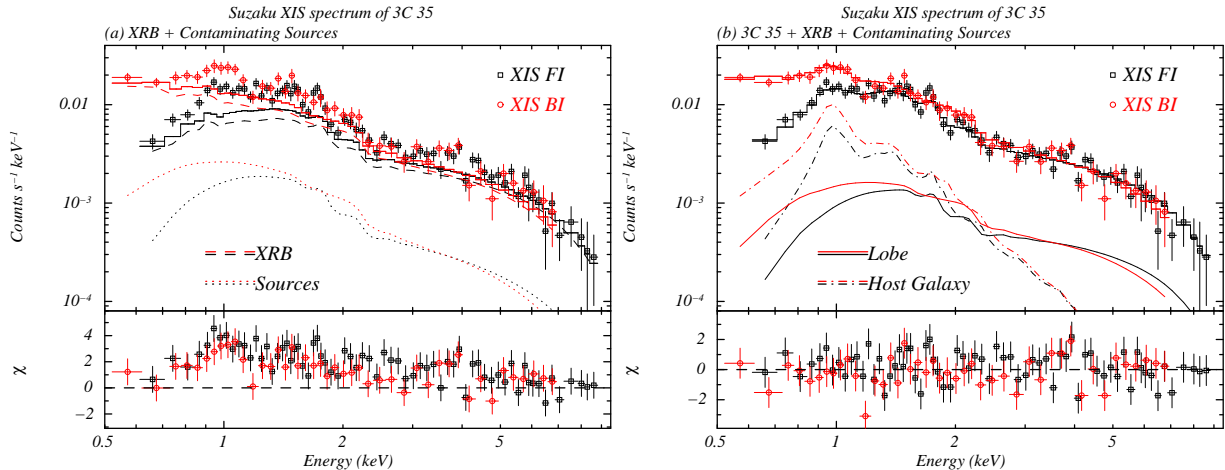 Suzaku XIS spectrum of 3C 35
(a) XRB + Contaminating Sources
XIS FI
XIS BI
0.01
10⁻³
10⁻⁴
Counts s⁻¹ keV⁻¹
XRB
Sources
4
2
0
−2
χ
0.5
1
2
5
Energy (keV)
Suzaku XIS spectrum of 3C 35
(b) 3C 35 + XRB + Contaminating Sources
XIS FI
XIS BI
0.01
10⁻³
10⁻⁴
Counts s⁻¹ keV⁻¹
Lobe
Host Galaxy
2
0
−2
χ
0.5
1
2
5
Energy (keV)